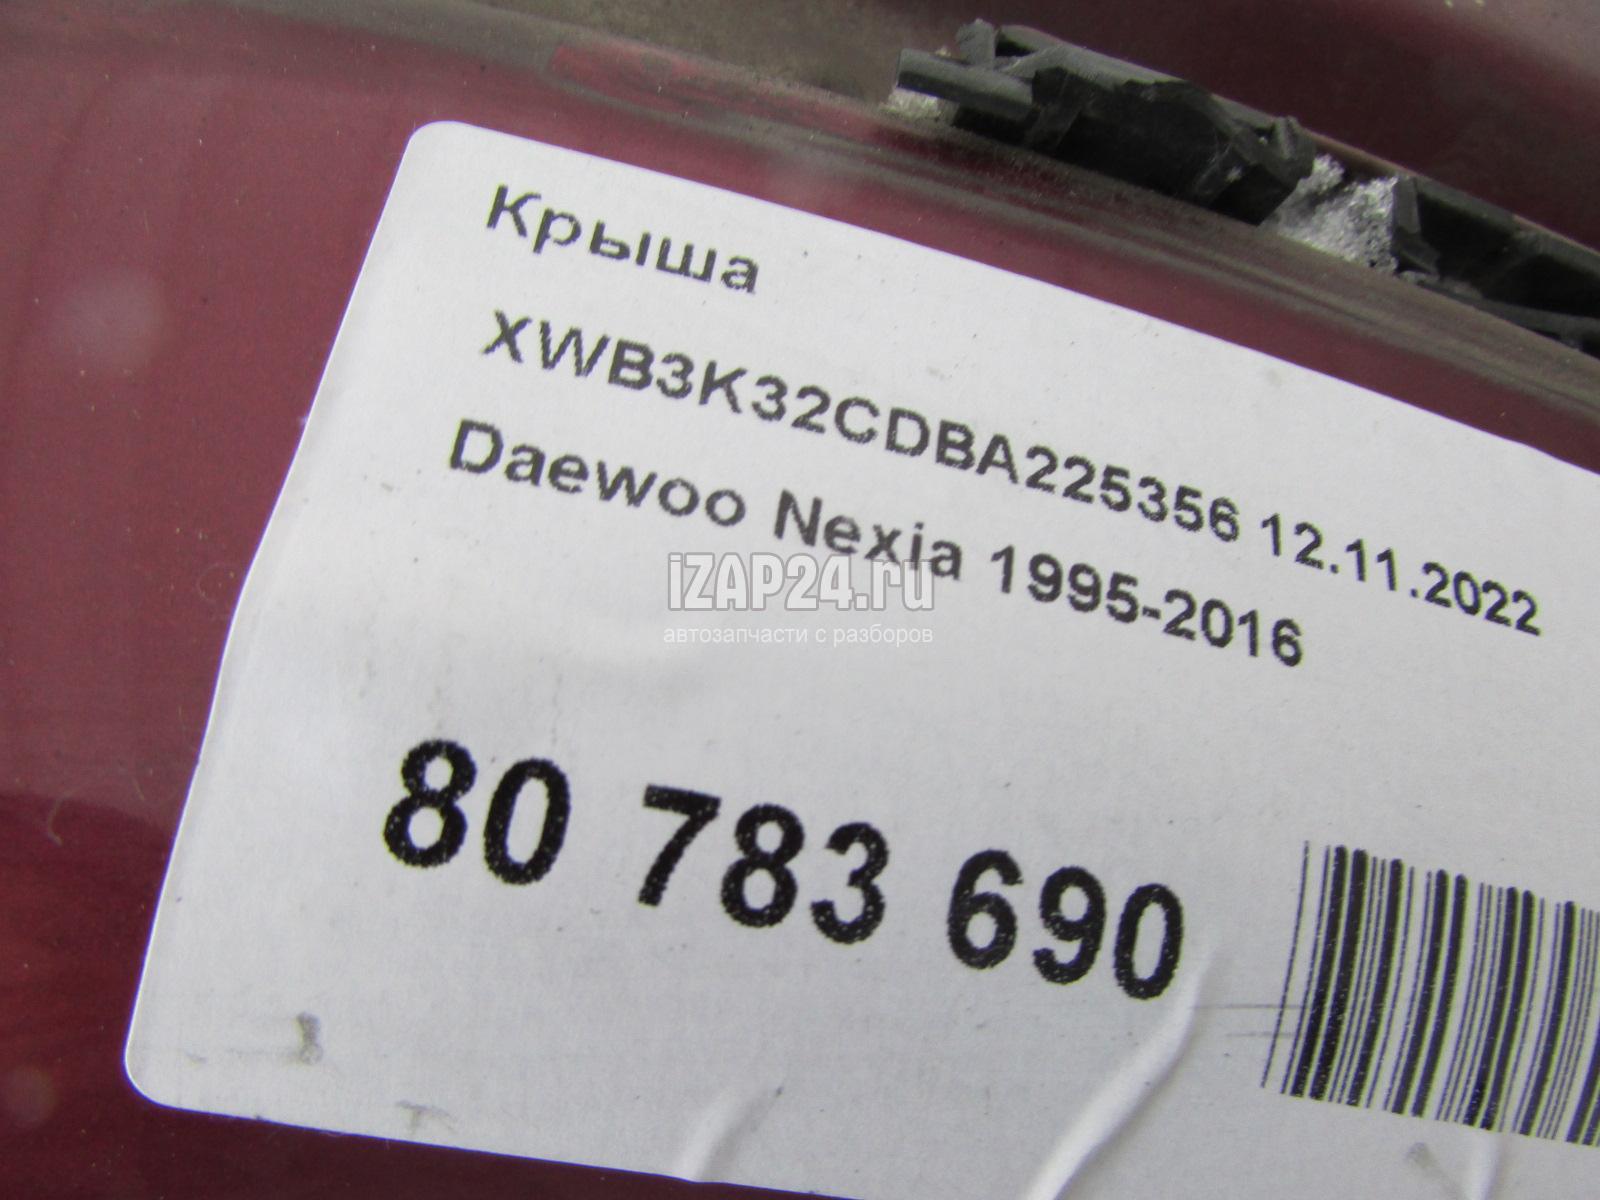 Крыша
XWB3K32CDBA225356 12.11.2022
Daewoo Nexia 1995-2016
iZAP24.ru
автозапчасти с разборов
80 783 690